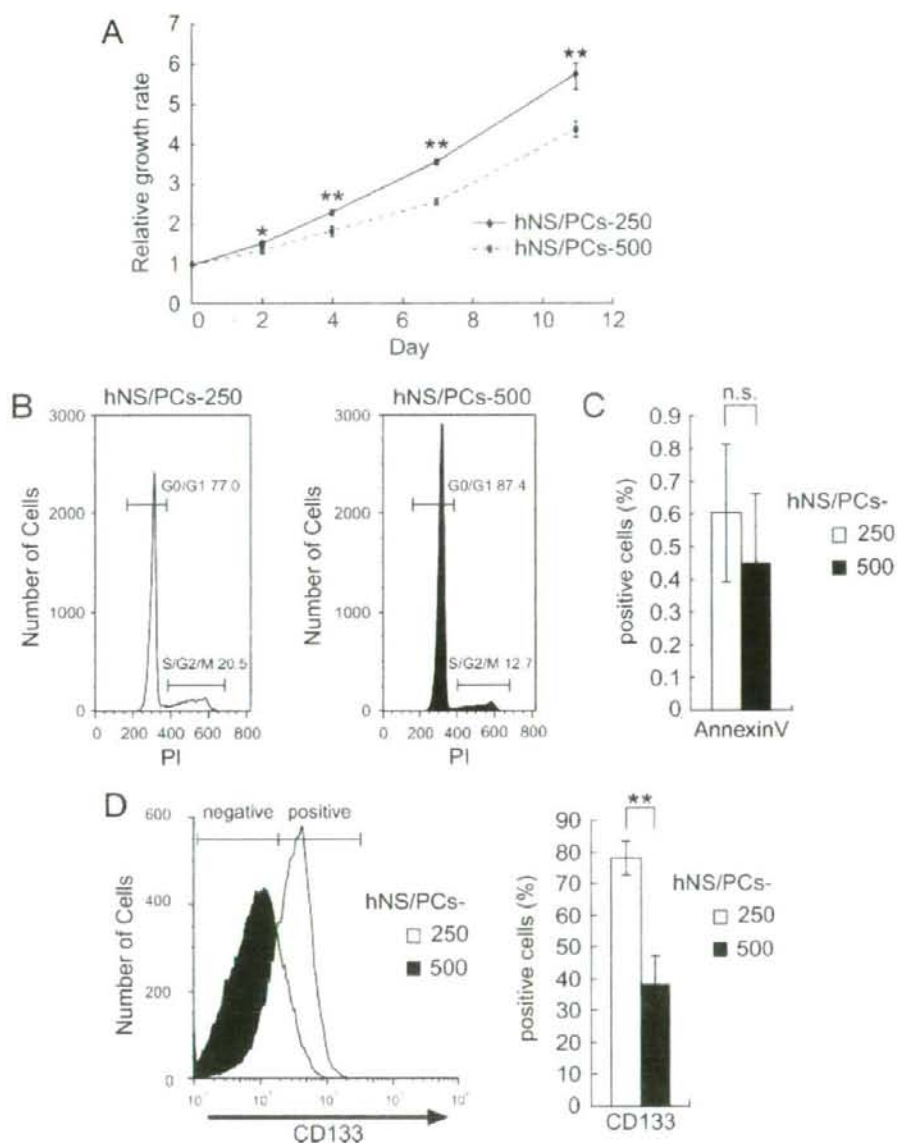 A
Relative growth rate
7
6
5
4
3
2
1
0
**
**
**
*
hNS/PCs-250
hNS/PCs-500
0 2 4 6 8 10 12
Day
B
hNS/PCs-250
Number of Cells
3000
2000
1000
0
G0/G1 77.0
S/G2/M 20.5
0 200 400 600 800
PI
hNS/PCs-500
Number of Cells
3000
2000
1000
0
G0/G1 87.4
S/G2/M 12.7
0 200 400 600 800
PI
C
n.s.
positive cells (%)
0.9
0.8
0.7
0.6
0.5
0.4
0.3
0.2
0.1
0
AnnexinV
hNS/PCs-
250
500
D
negative positive
Number of Cells
600
400
200
0
hNS/PCs-
250
500
CD133
**
positive cells (%)
90
80
70
60
50
40
30
20
10
0
CD133
hNS/PCs-
250
500